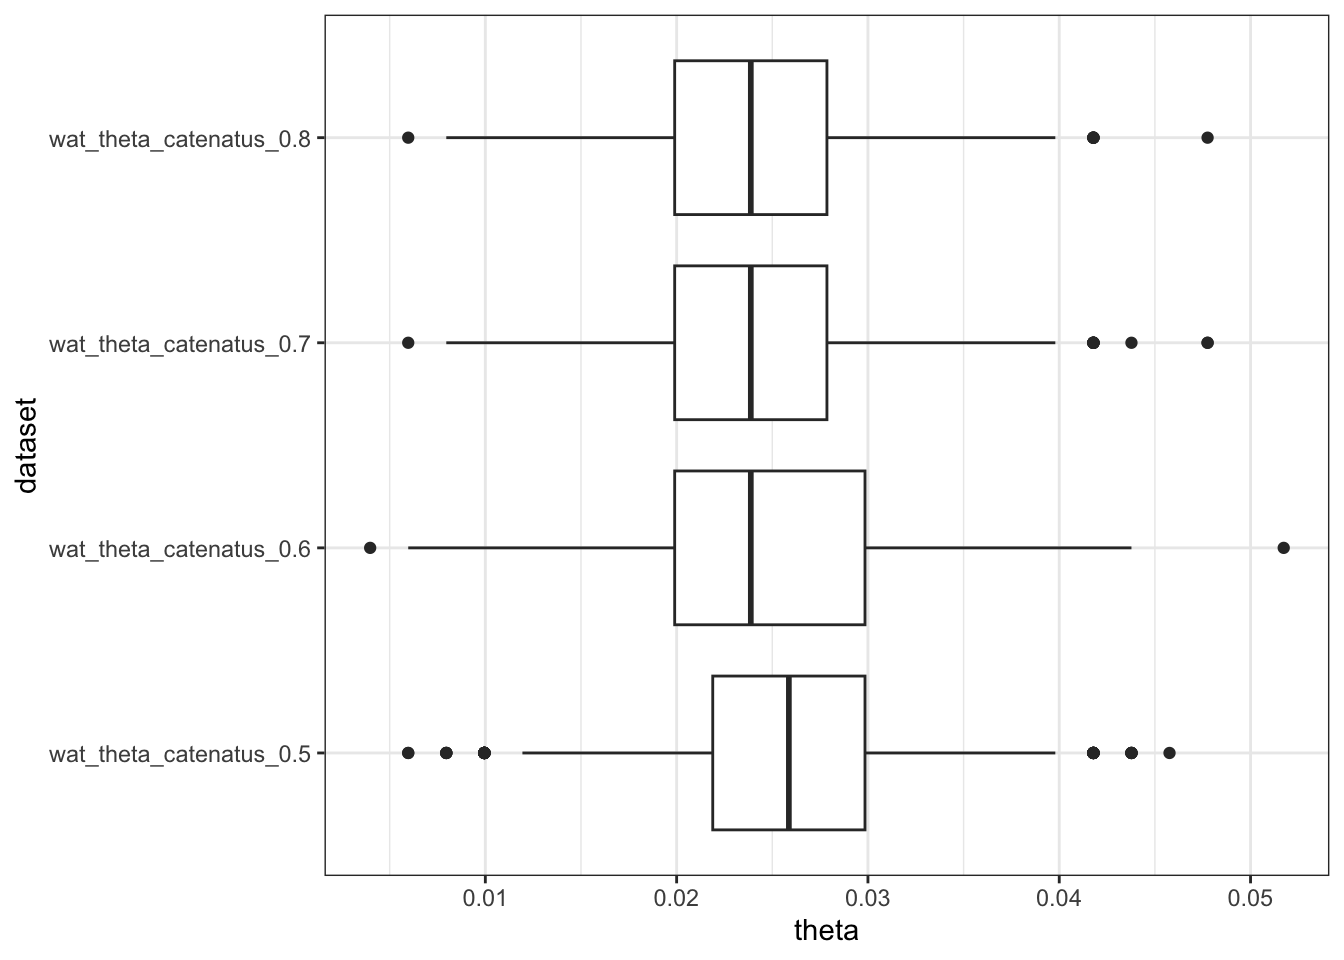 wat_theta_catenatus_0.8
wat_theta_catenatus_0.7
wat_theta_catenatus_0.6
wat_theta_catenatus_0.5
dataset
0.01 0.02 0.03 0.04 0.05
theta